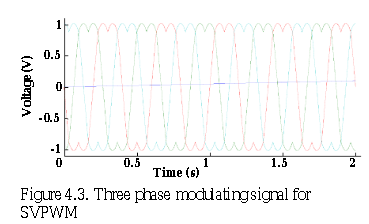 1
0.5
0
-0.5
-1
Voltage (V)
0 0.5 1 1.5 2
Time (s)
Figure 4.3. Three phase modulating signal for
SVPWM